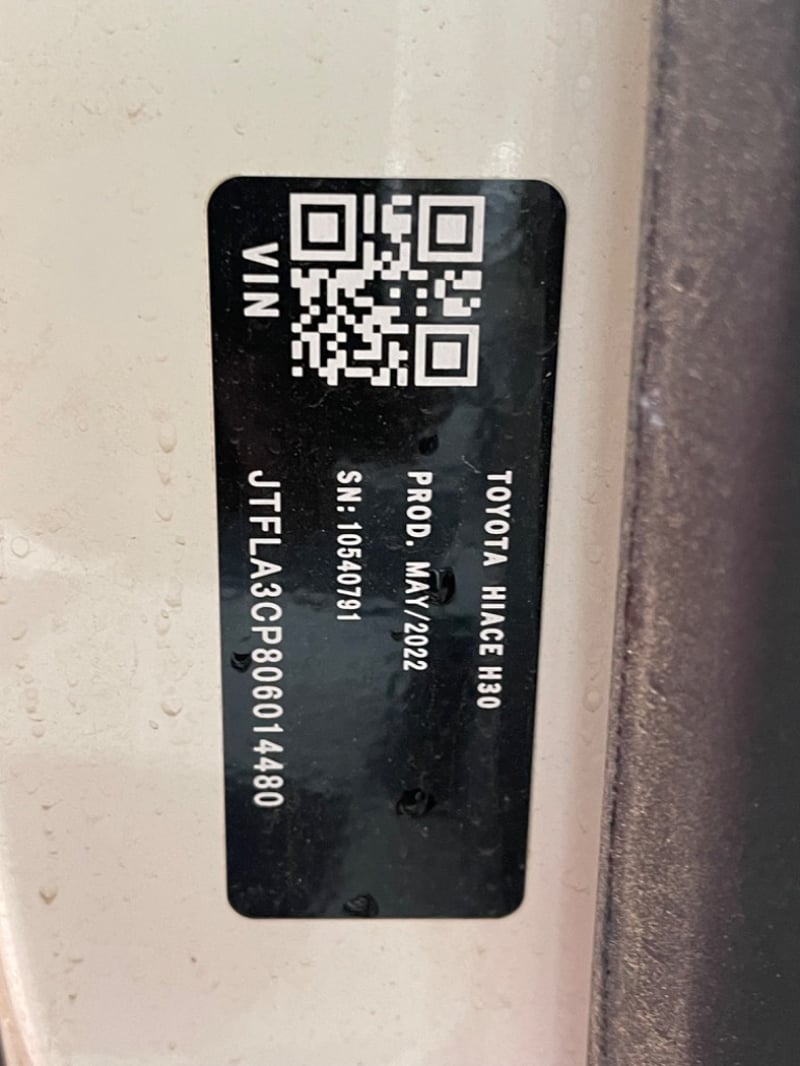 TOYOTA HIACE H30
PROD. MAY/2022
SN:10540791
VIN JTFLA3CP806014480